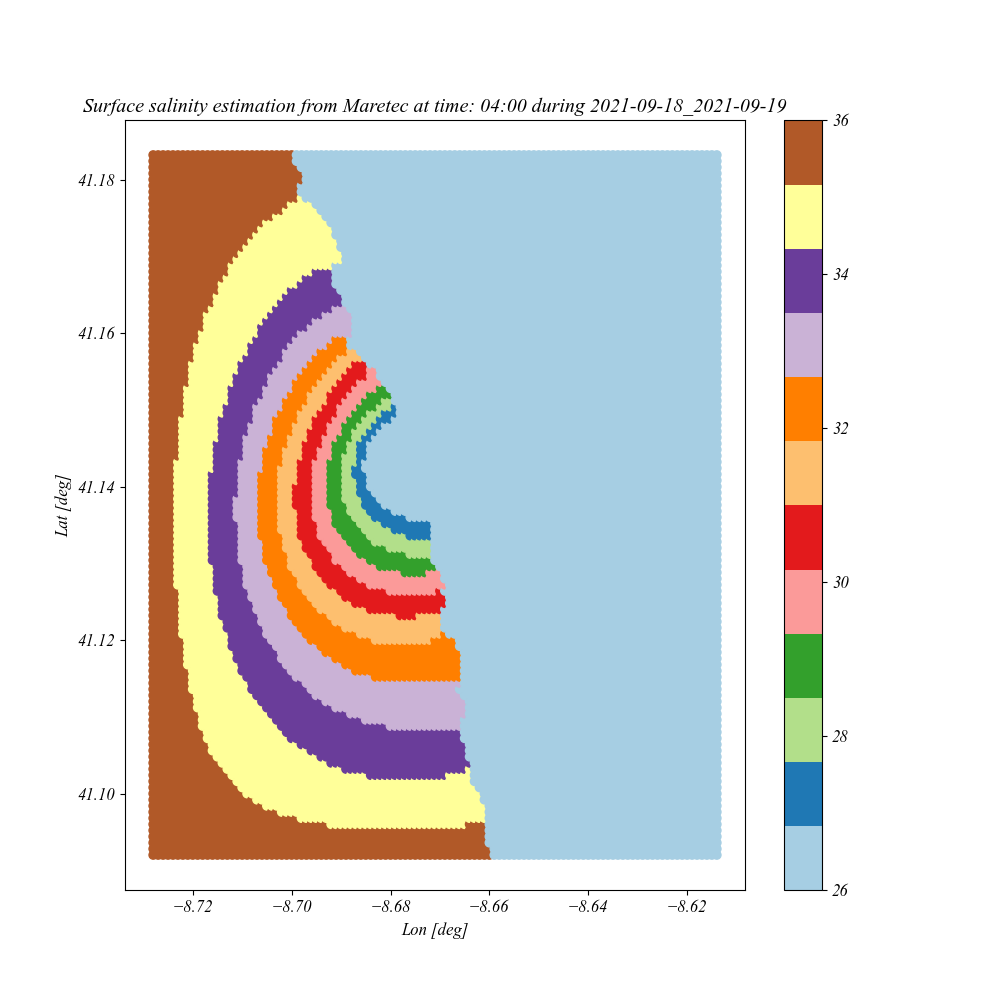 Surface salinity estimation from Maretec at time: 04:00 during 2021-09-18_2021-09-19
36
41.18
34
41.16
32
41.14
Lat [deg]
30
41.12
28
41.10
26
−8.72 −8.70 −8.68 −8.66 −8.64 −8.62
Lon [deg]